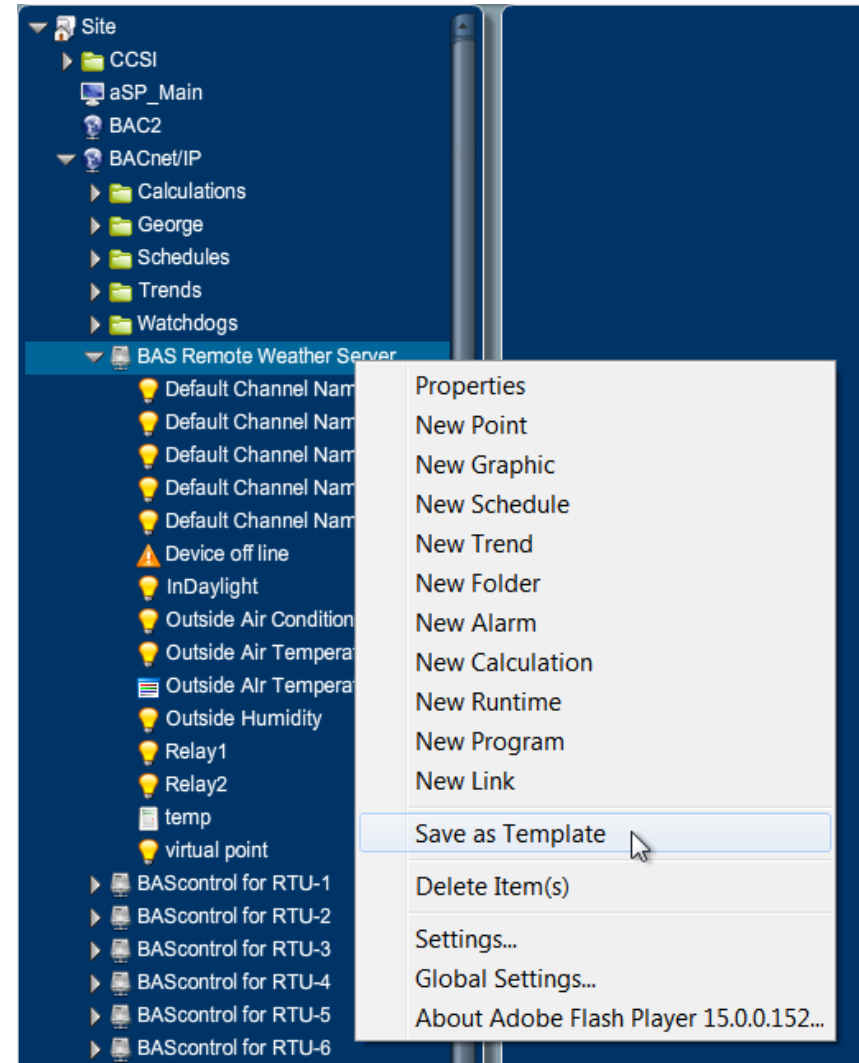 Site
CCSI
aSP_Main
BAC2
BACnet/IP
Calculations
George
Schedules
Trends
Watchdogs
BAS Remote Weather Server
Default Channel Nam
Default Channel Nam
Default Channel Nam
Default Channel Nam
Default Channel Nam
Device off line
InDaylight
Outside Air Condition
Outside Air Tempera
Outside AIr Tempera
Outside Humidity
Relay1
Relay2
temp
virtual point
BAScontrol for RTU-1
BAScontrol for RTU-2
BAScontrol for RTU-3
BAScontrol for RTU-4
BAScontrol for RTU-5
BAScontrol for RTU-6
Properties
New Point
New Graphic
New Schedule
New Trend
New Folder
New Alarm
New Calculation
New Runtime
New Program
New Link
Save as Template
Delete Item(s)
Settings...
Global Settings...
About Adobe Flash Player 15.0.0.152...